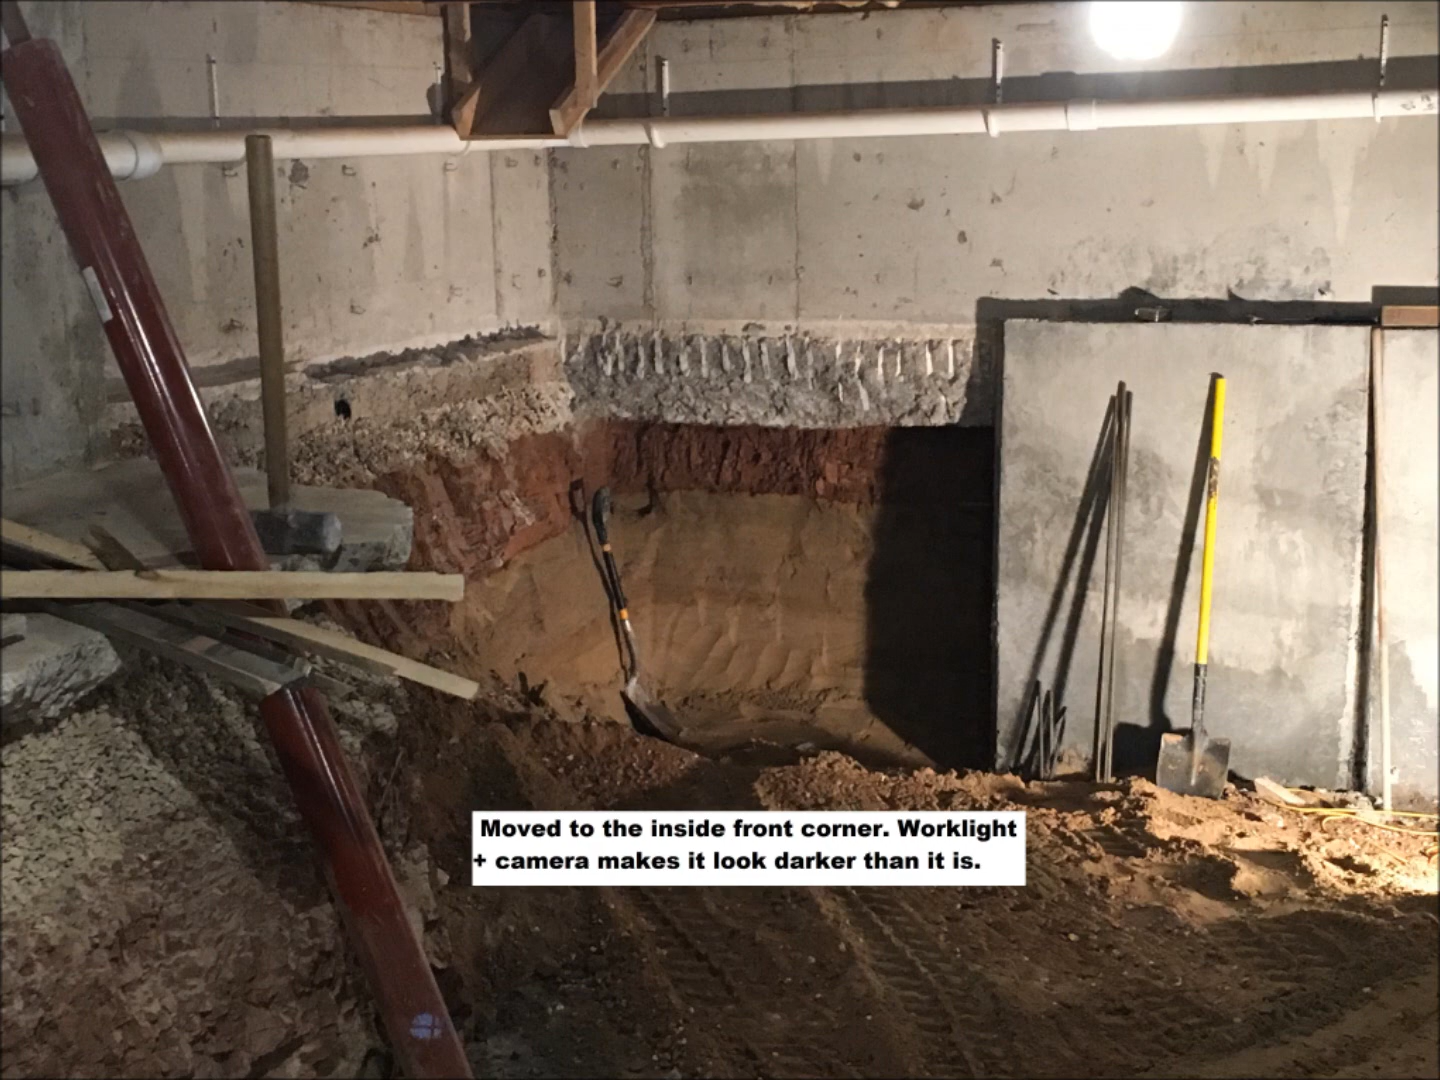 Moved to the inside front corner. Worklight
+ camera makes it look darker than it is.